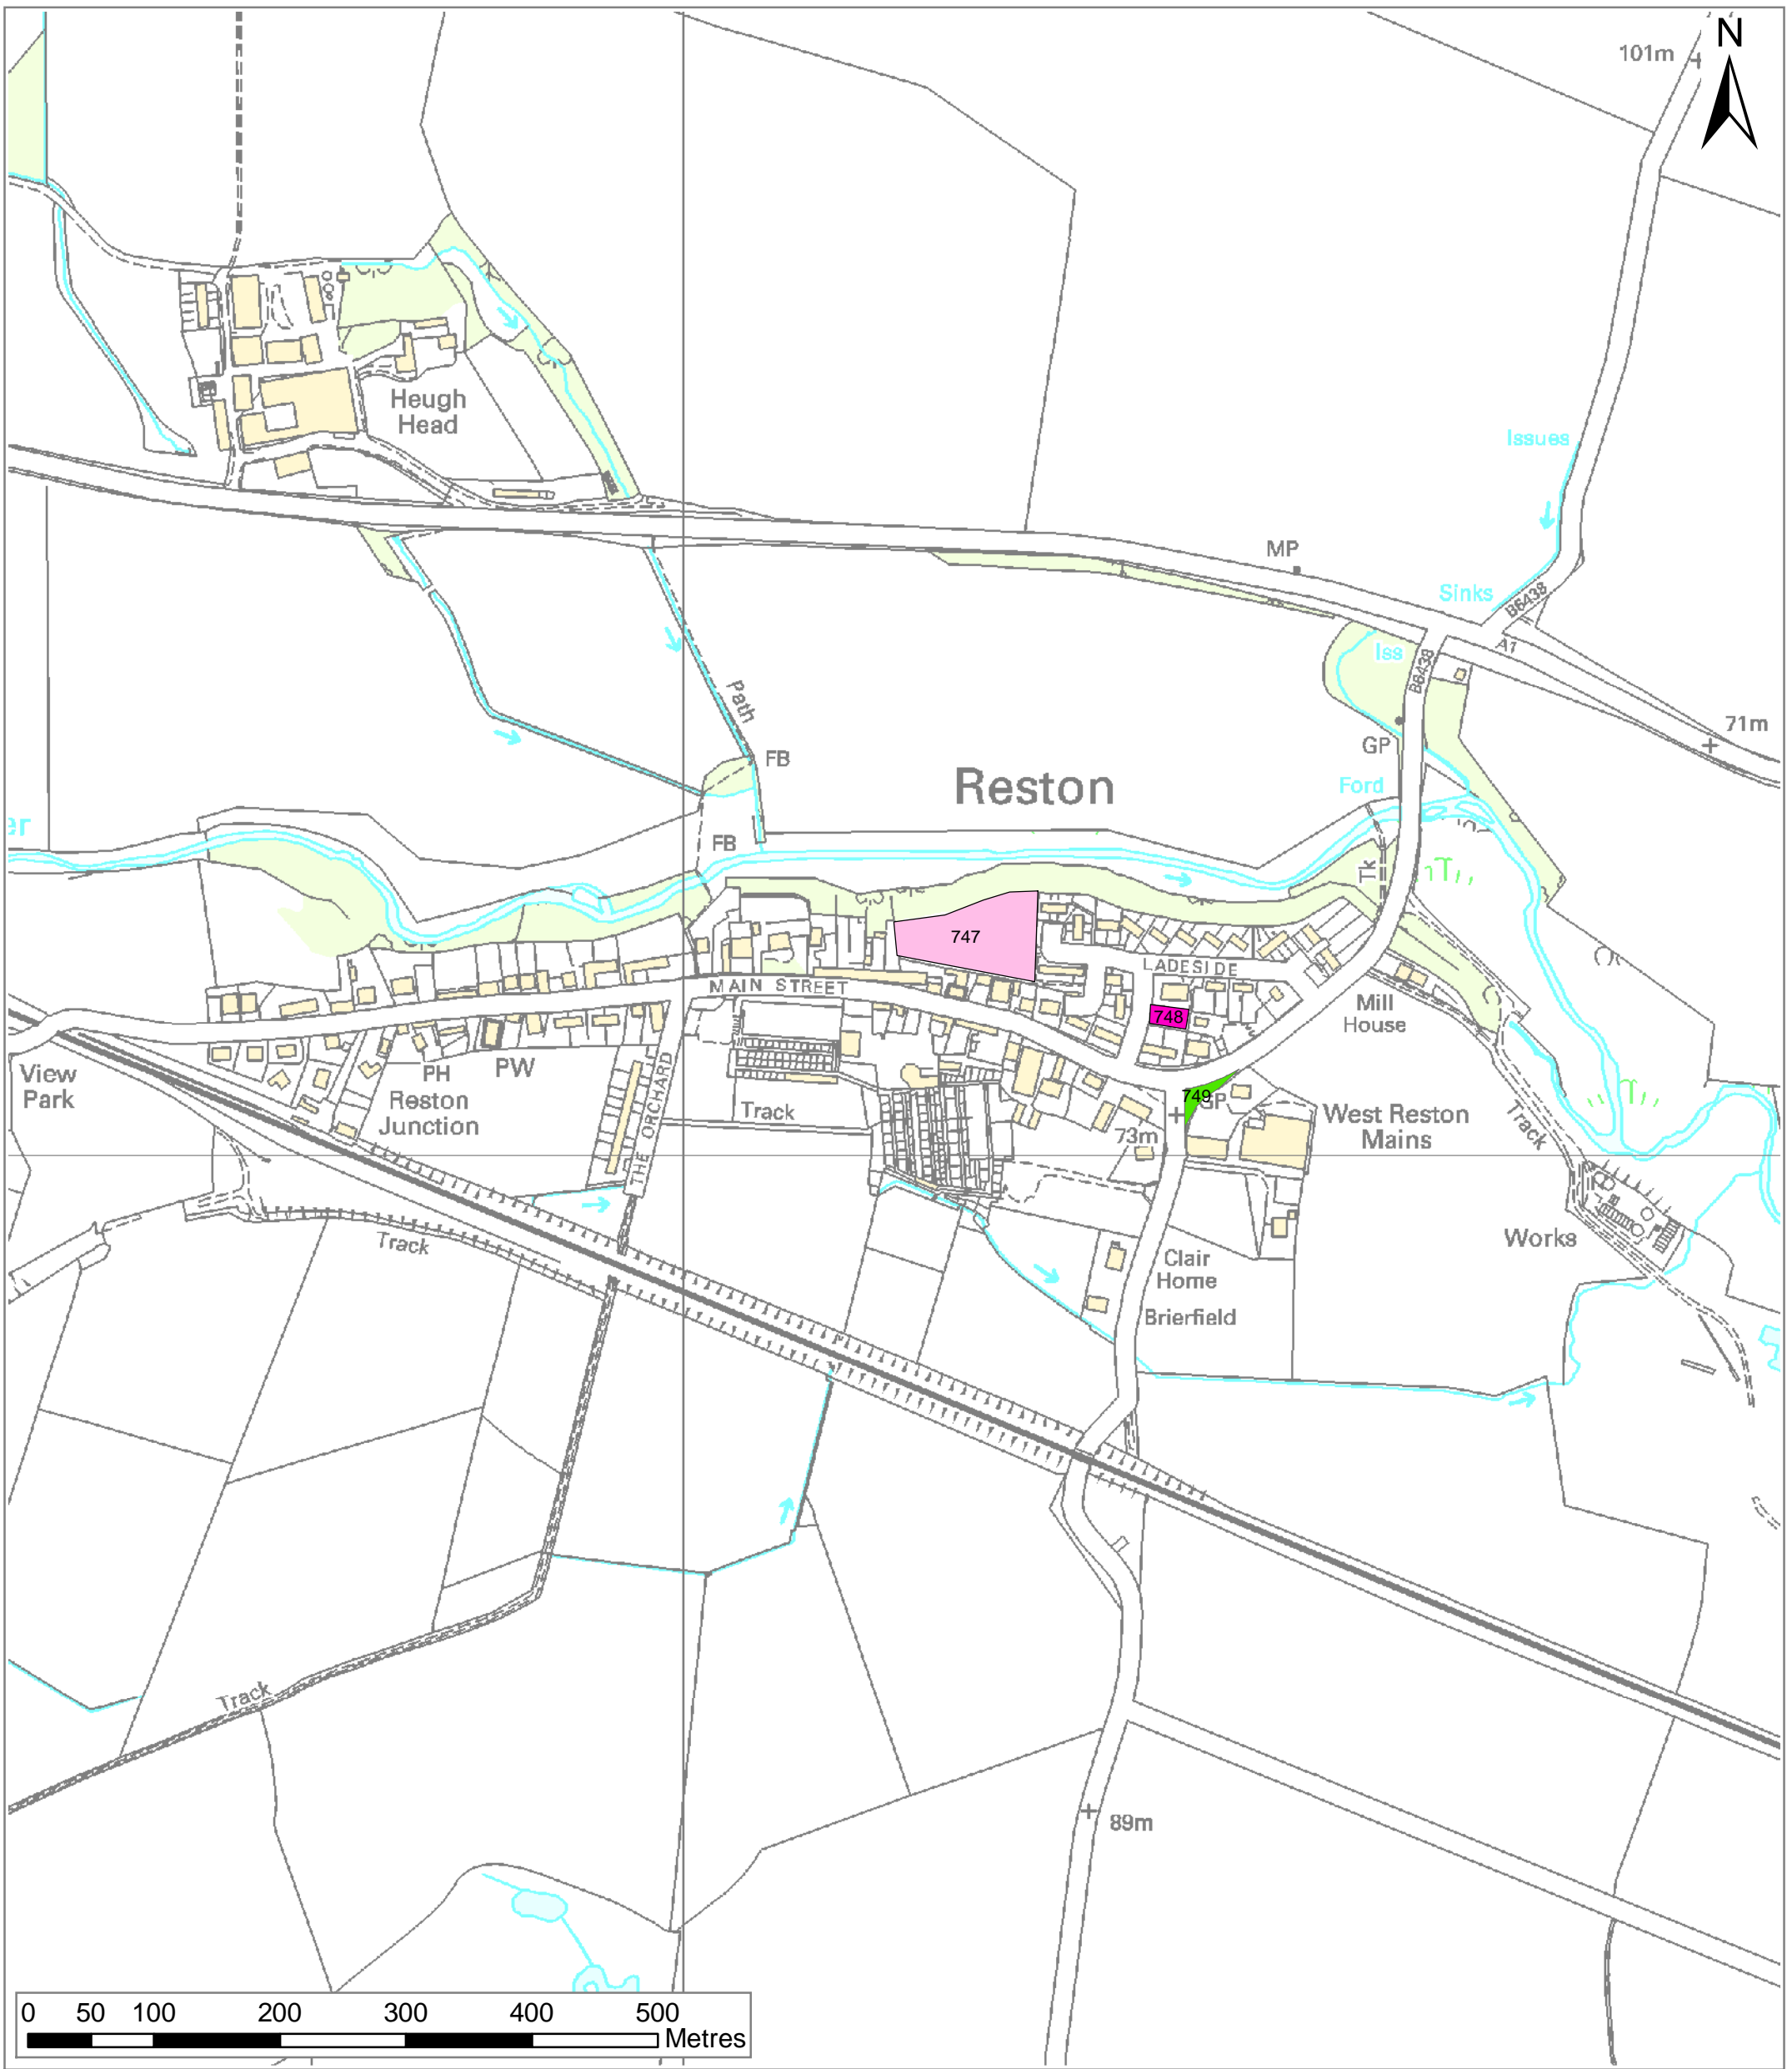 N
101m
Heugh
Head
Issues
MP
Sinks
B6438
Iss
A1
B6438
Path
71m
GP
FB
Reston
Ford
er
FB
Tk
747
LADESIDE
MAIN STREET
748
Mill
House
View
Park
PH
PW
Reston
Junction
THE ORCHARD
Track
749
GP
73m
West Reston
Mains
Track
Track
Works
Clair
Home
Brierfield
Track
89m
0 50 100 200 300 400 500
Metres